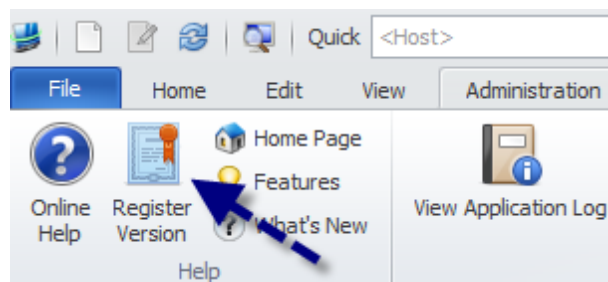 Quick <Host>
File Home Edit View Administration
Home Page
Features
What's New
Online Help
Register Version
View Application Log
Help